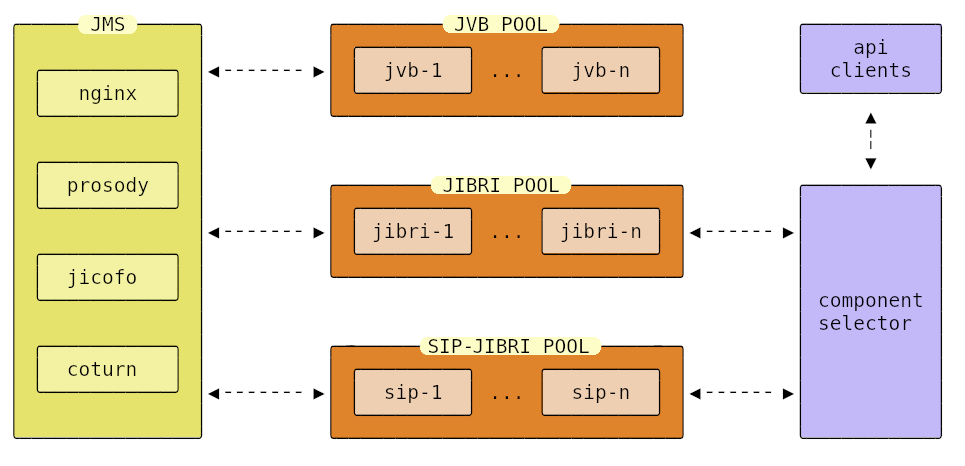 JMS
nginx
prosody
jicofo
coturn
JVB POOL
jvb-1 ... jvb-n
JIBRI POOL
jibri-1 ... jibri-n
SIP-JIBRI POOL
sip-1 ... sip-n
api
clients
component
selector